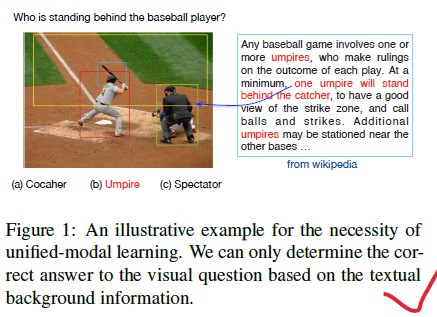 Who is standing behind the baseball player?
Any baseball game involves one or
more umpires, who make rulings
on the outcome of each play. At a
minimum, one umpire will stand
behind the catcher, to have a good
view of the strike zone, and call
balls and strikes. Additional
umpires may be stationed near the
other bases ...
from wikipedia
(a) Cocaher (b) Umpire (c) Spectator
Figure 1: An illustrative example for the necessity of
unified-modal learning. We can only determine the cor-
rect answer to the visual question based on the textual
background information.